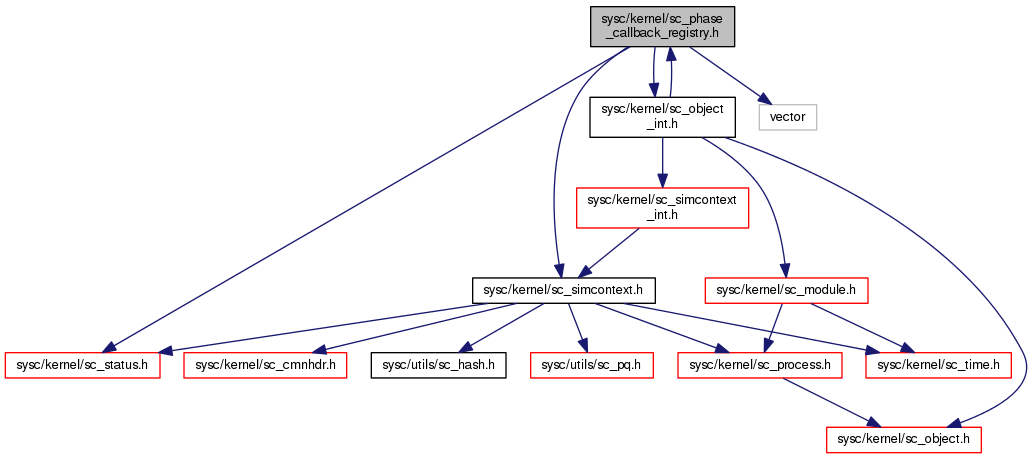 sysc/kernel/sc_phase
_callback_registry.h
sysc/kernel/sc_object
_int.h
vector
sysc/kernel/sc_simcontext
_int.h
sysc/kernel/sc_simcontext.h
sysc/kernel/sc_module.h
sysc/kernel/sc_status.h
sysc/kernel/sc_cmnhdr.h
sysc/utils/sc_hash.h
sysc/utils/sc_pq.h
sysc/kernel/sc_process.h
sysc/kernel/sc_time.h
sysc/kernel/sc_object.h